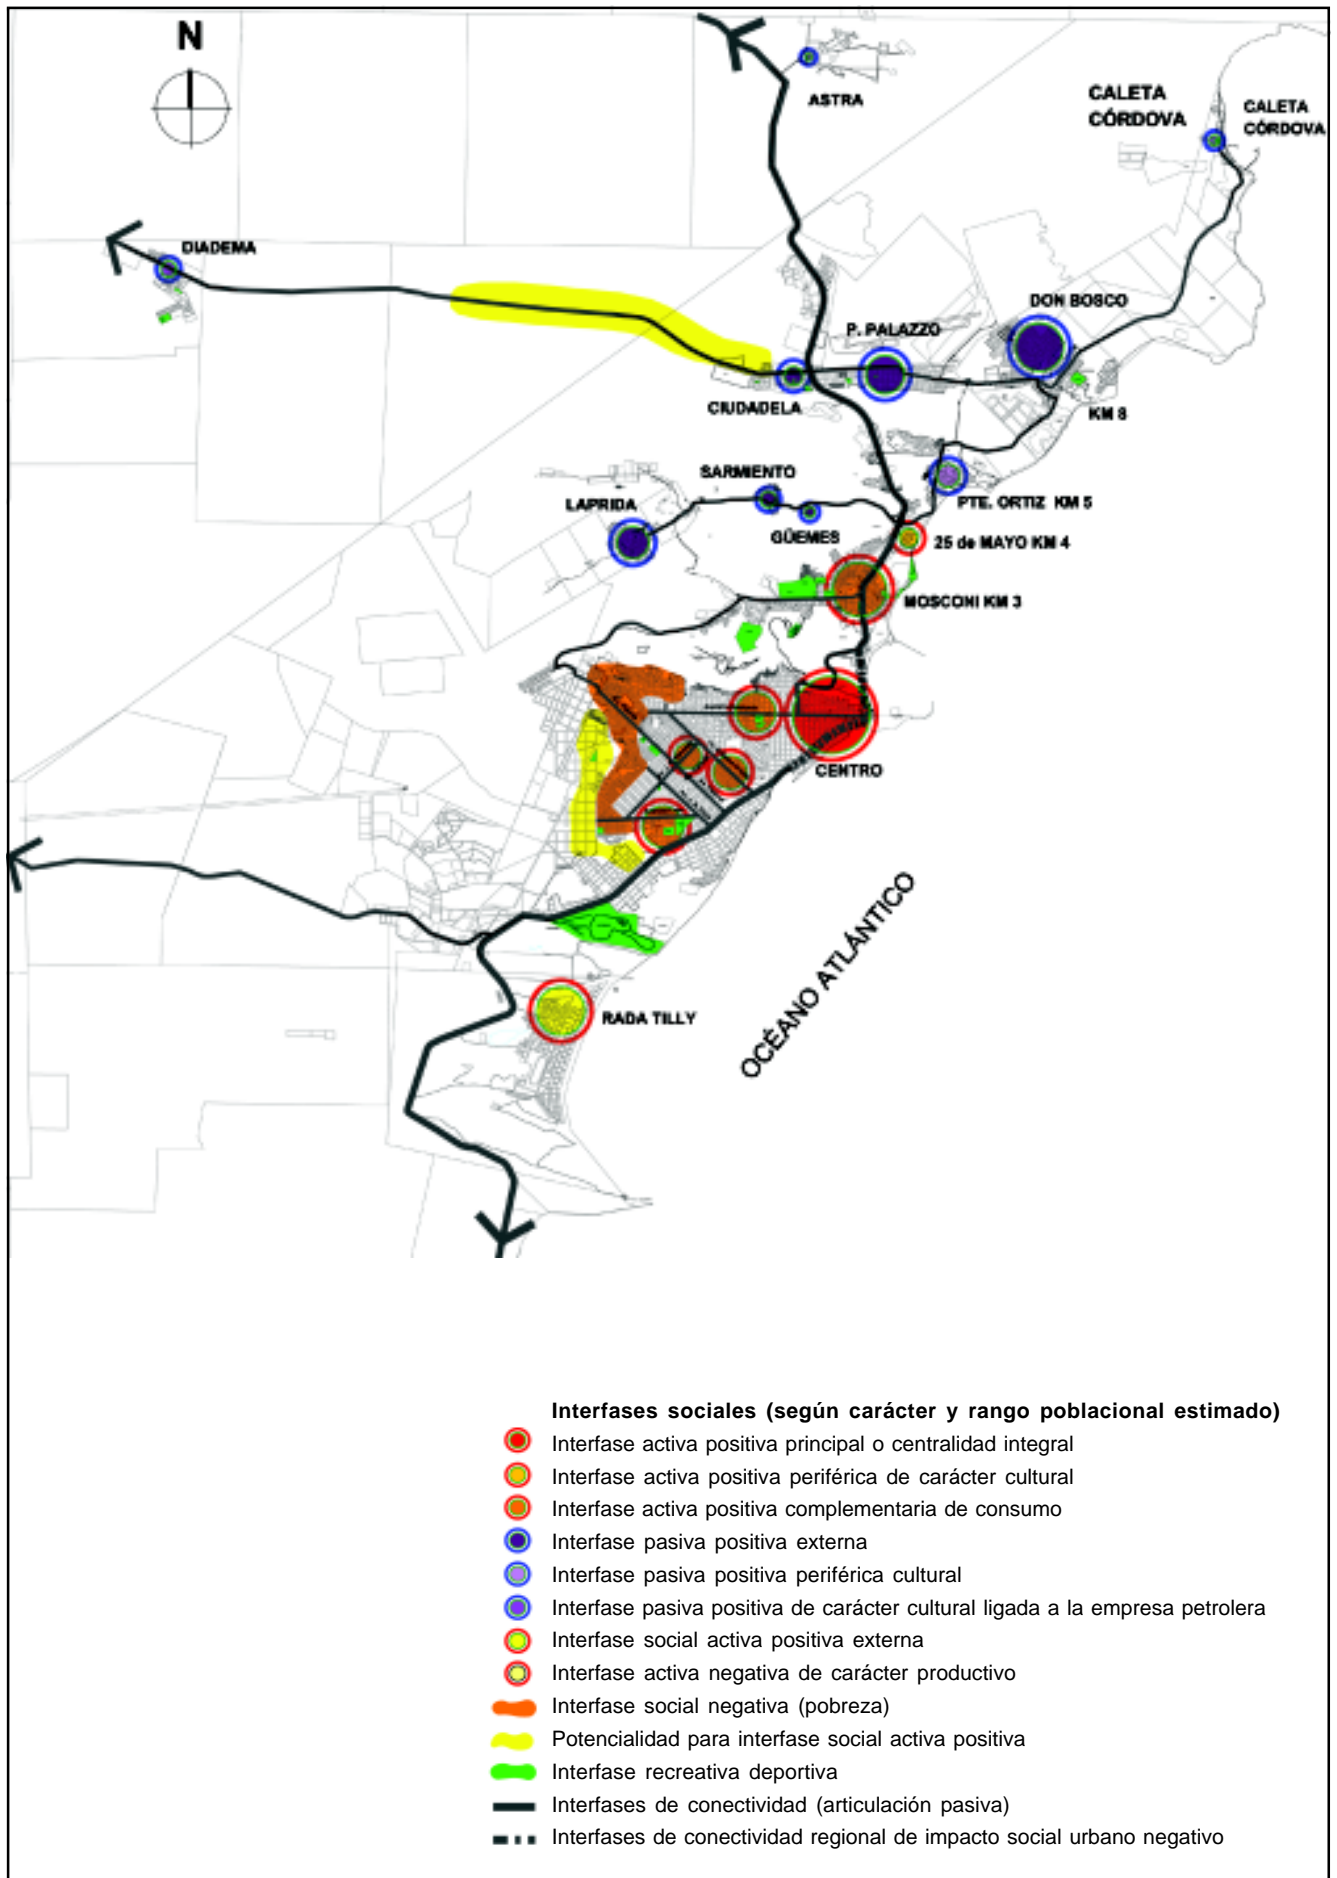 N
ASTRA
CALETA
CÓRDOVA
CALETA
CÓRDOVA
DIADEMA
DON BOSCO
P. PALAZZO
CIUDADELA
KM 8
SARMIENTO
LAPRIDA
PTE. ORTIZ KM 5
GÜEMES
25 de MAYO KM 4
MOSCONI KM 3
CENTRO
OCÉANO ATLÁNTICO
RADA TILLY
Interfases sociales (según carácter y rango poblacional estimado)
Interfase activa positiva principal o centralidad integral
Interfase activa positiva periférica de carácter cultural
Interfase activa positiva complementaria de consumo
Interfase pasiva positiva externa
Interfase pasiva positiva periférica cultural
Interfase pasiva positiva de carácter cultural ligada a la empresa petrolera
Interfase social activa positiva externa
Interfase activa negativa de carácter productivo
Interfase social negativa (pobreza)
Potencialidad para interfase social activa positiva
Interfase recreativa deportiva
Interfases de conectividad (articulación pasiva)
Interfases de conectividad regional de impacto social urbano negativo